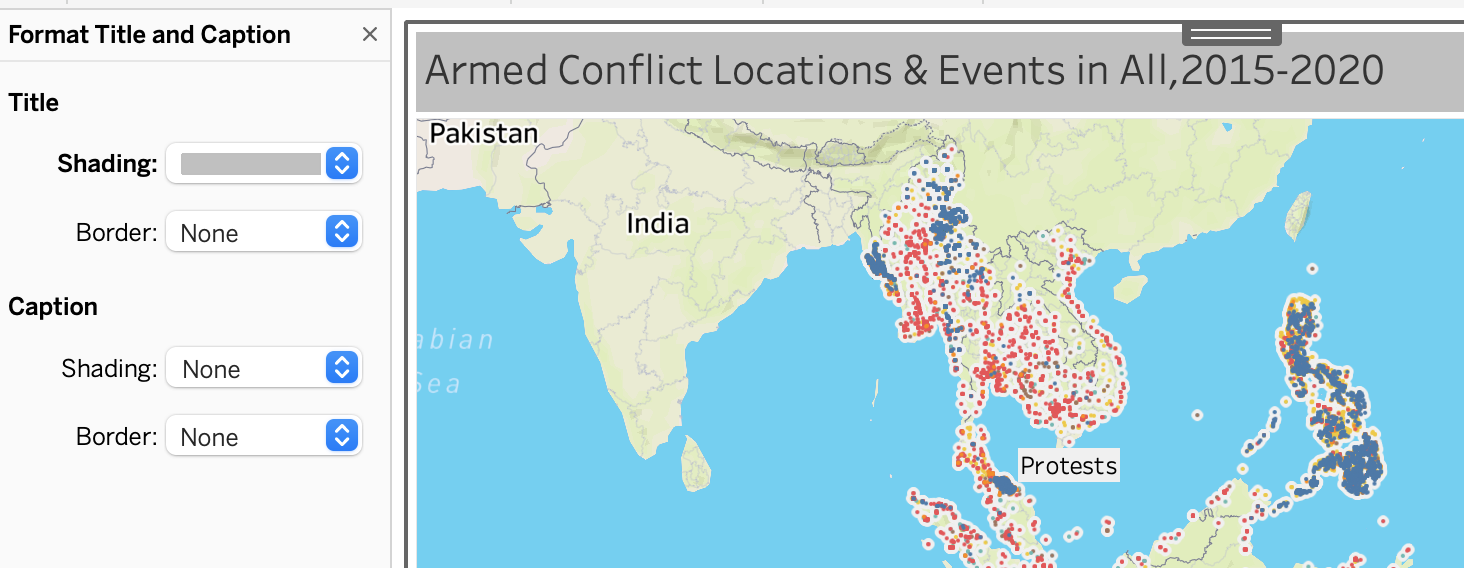 Format Title and Caption
Title
Shading:
Border: None
Caption
Shading: None
Border: None
Armed Conflict Locations & Events in All,2015-2020
Pakistan
India
abian
Sea
Protests